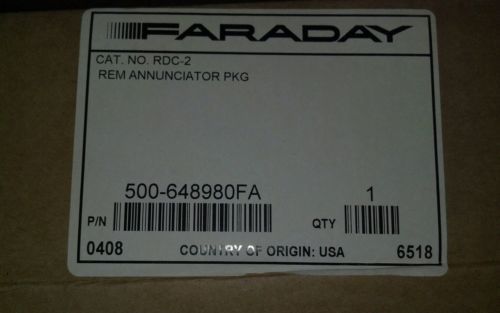 FARADAY
CAT. NO. RDC-2
REM ANNUNCIATOR PKG
500-648980FA 1
P/N QTY
0408 COUNTRY OF ORIGIN: USA 6518